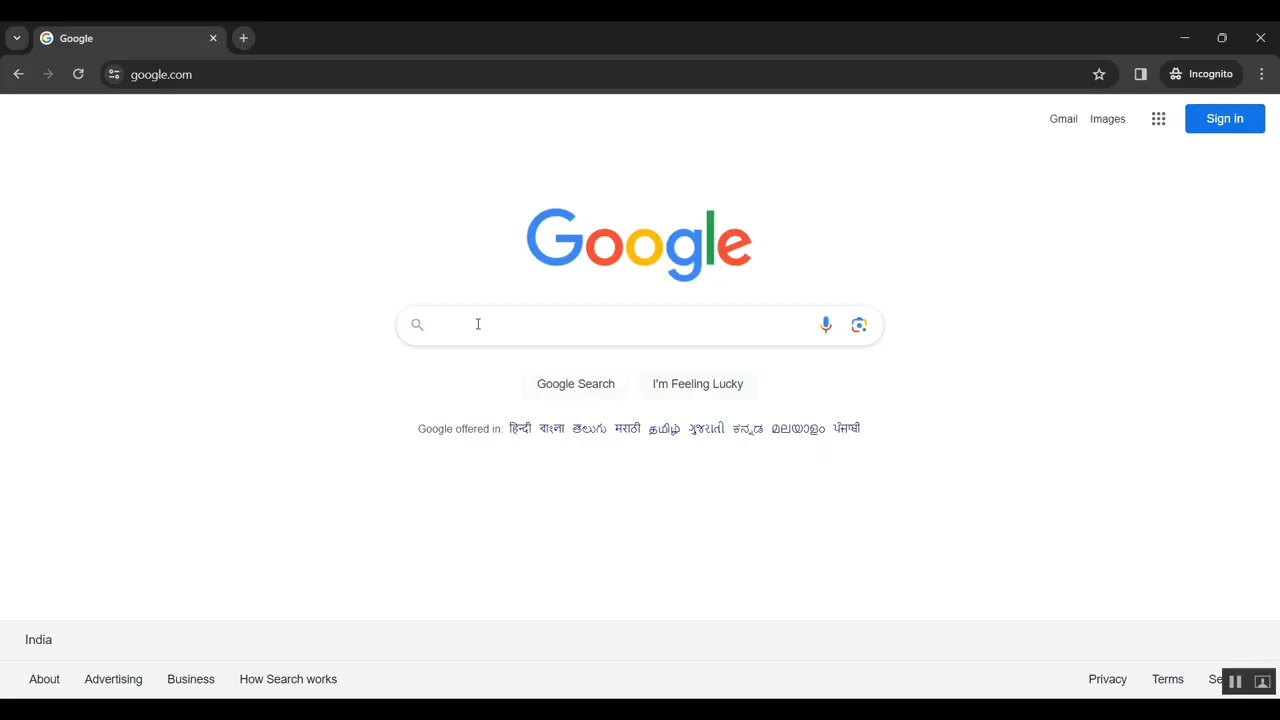 Google
google.com
Incognito
Gmail Images Sign in
Google
Google Search I'm Feeling Lucky
Google offered in: हिन्दी বাংলা తెలుగు मराठी தமிழ் ગુજરાતી ಕನ್ನಡ മലയാളം ਪੰਜਾਬੀ
India
About Advertising Business How Search works Privacy Terms Se